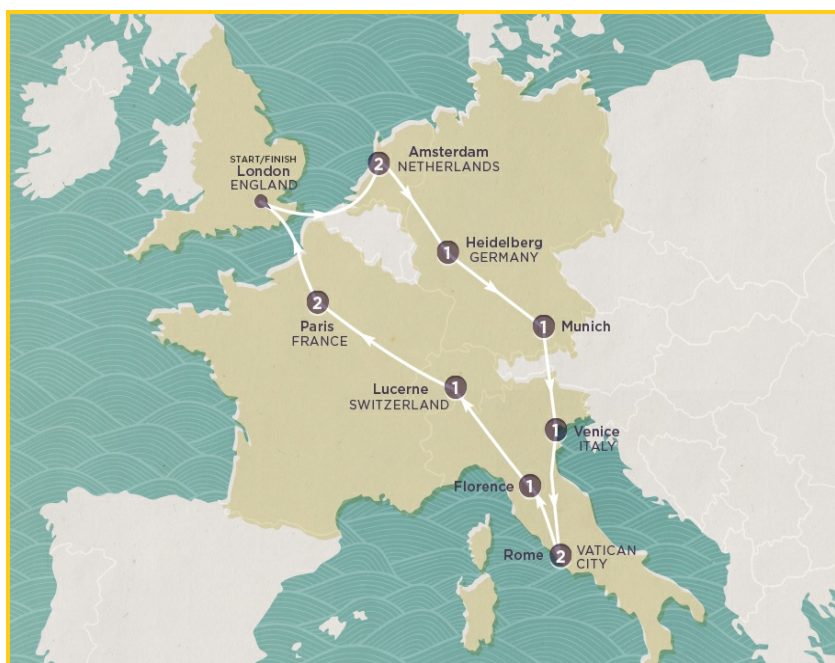 START/FINISH
London
ENGLAND
2
Amsterdam
NETHERLANDS
1
Heidelberg
GERMANY
1
Munich
2
Paris
FRANCE
Lucerne
SWITZERLAND
1
1
Venice
ITALY
Florence
1
Rome
2
VATICAN
CITY